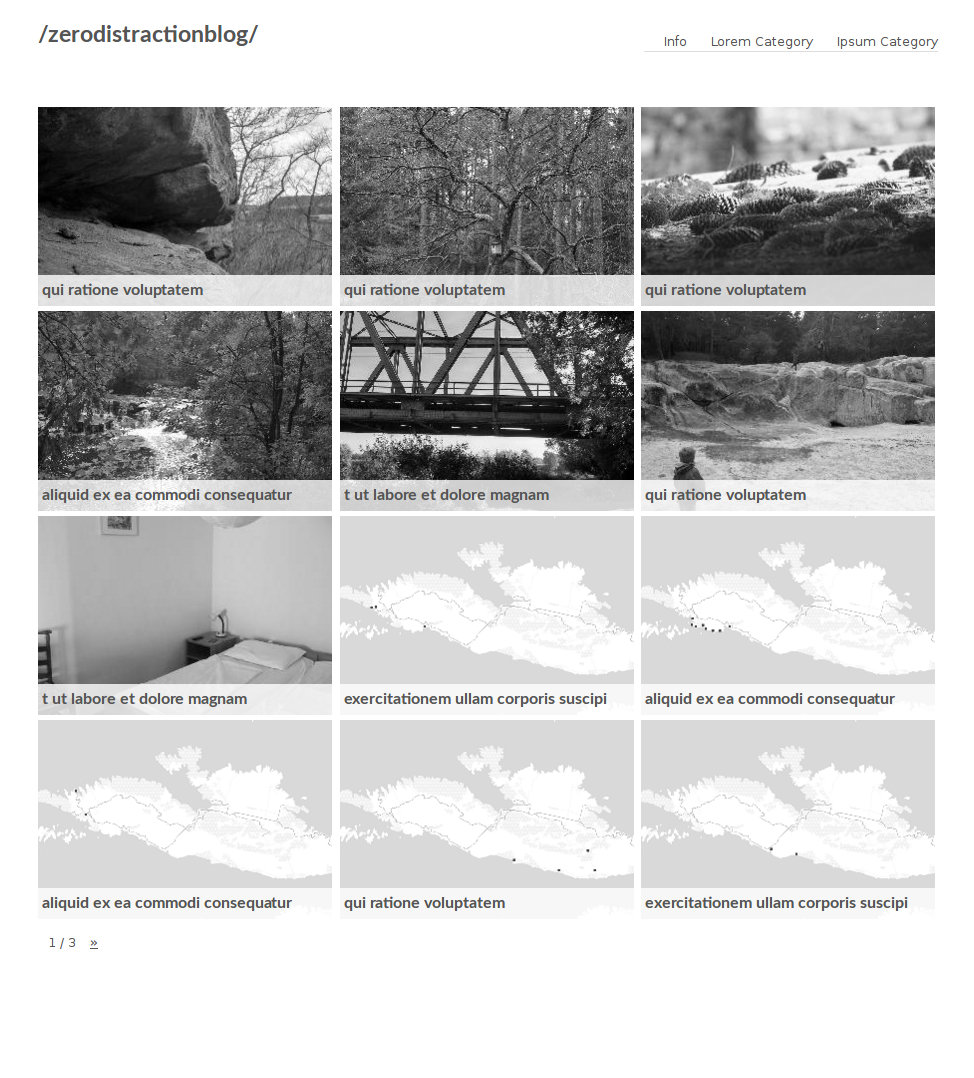 /zerodistractionblog/
Info Lorem Category Ipsum Category
qui ratione voluptatem
qui ratione voluptatem
qui ratione voluptatem
aliquid ex ea commodi consequatur
t ut labore et dolore magnam
qui ratione voluptatem
t ut labore et dolore magnam
exercitationem ullam corporis suscipi
aliquid ex ea commodi consequatur
aliquid ex ea commodi consequatur
qui ratione voluptatem
exercitationem ullam corporis suscipi
1 / 3 »